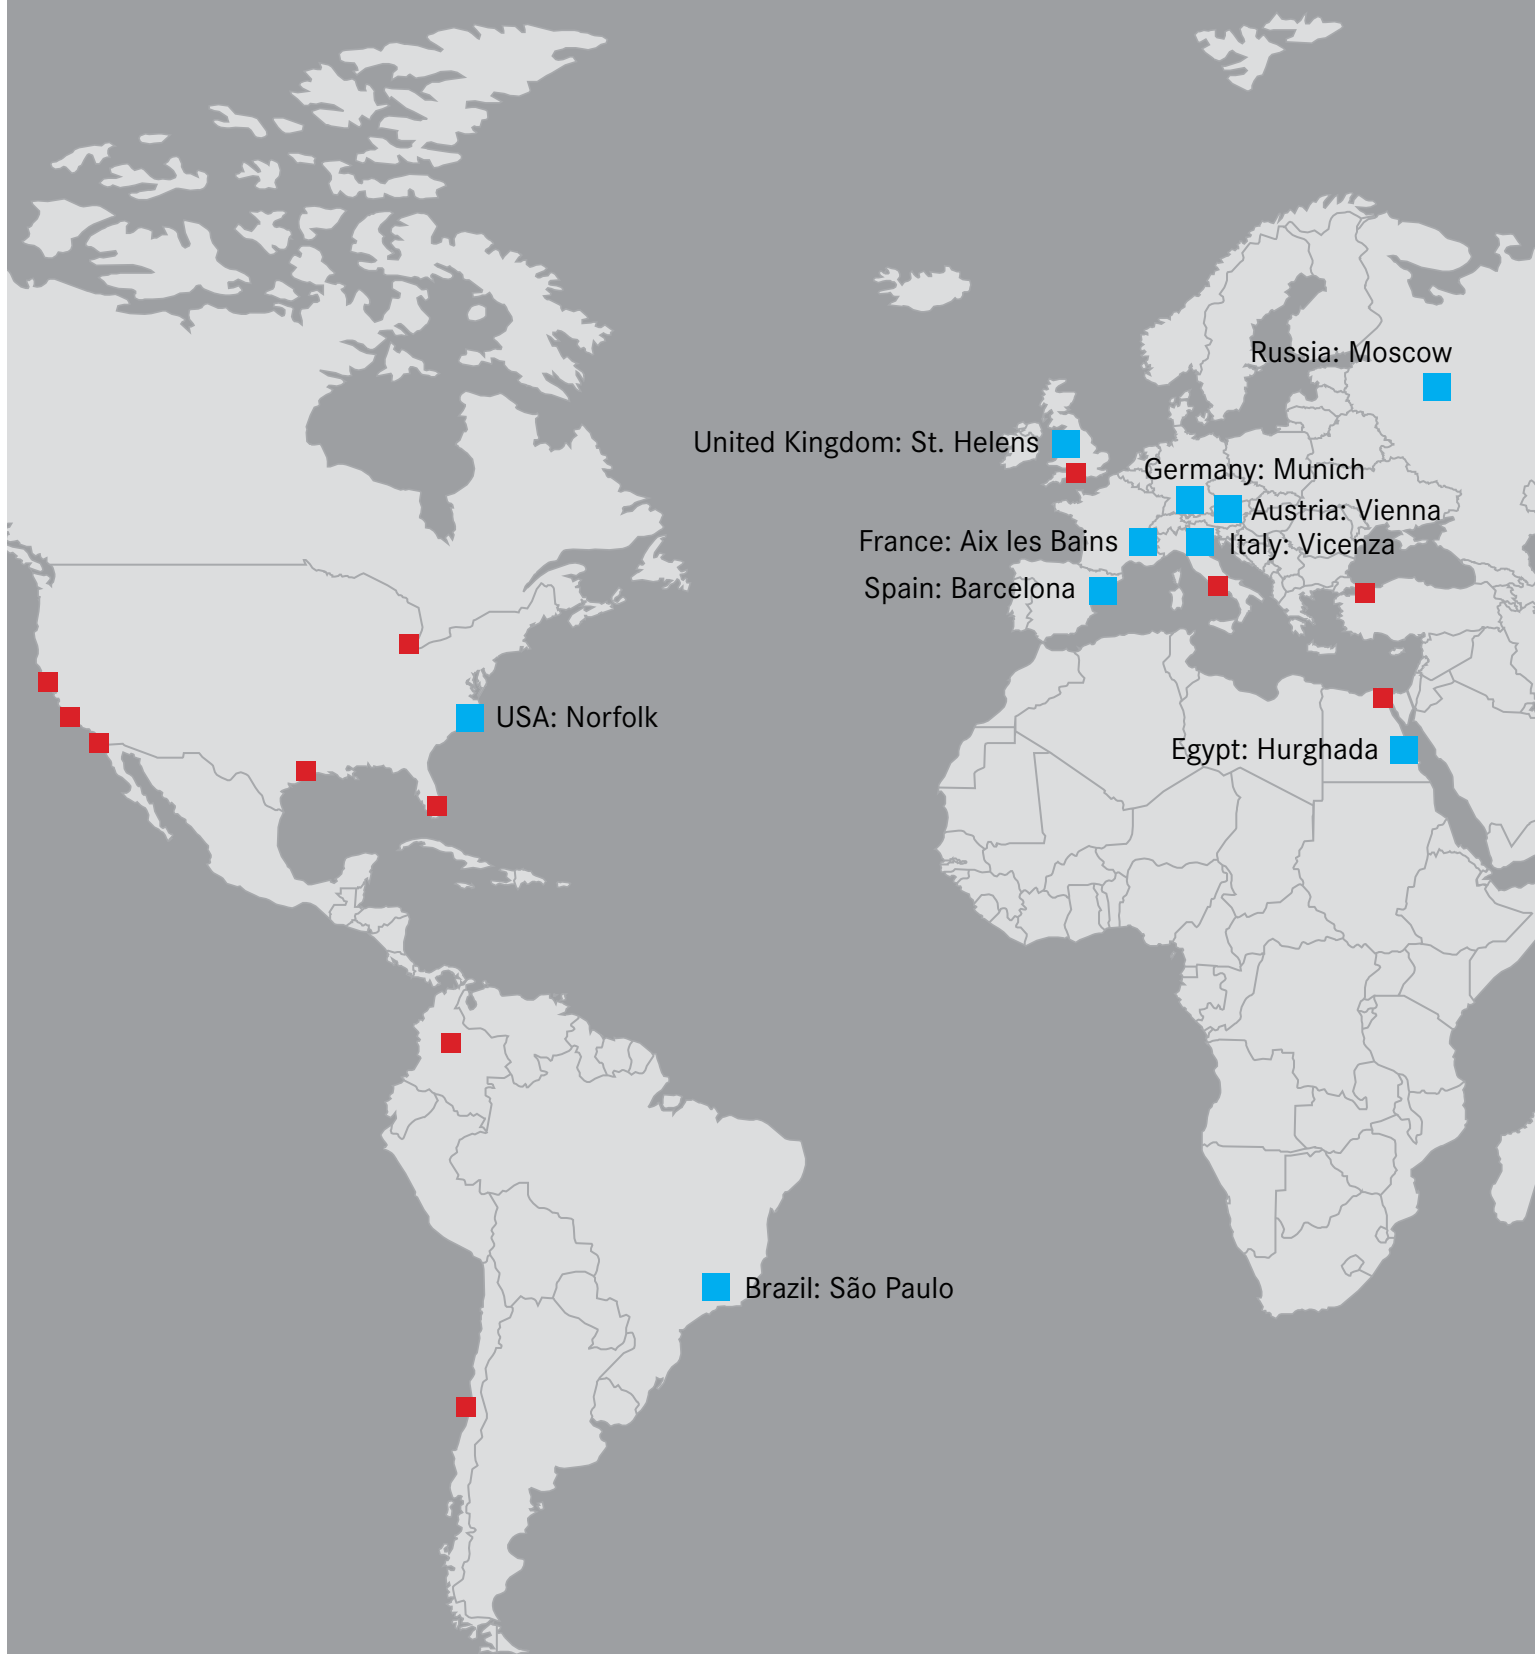 Russia: Moscow
United Kingdom: St. Helens
Germany: Munich
Austria: Vienna
France: Aix les Bains
Italy: Vicenza
Spain: Barcelona
USA: Norfolk
Egypt: Hurghada
Brazil: São Paulo